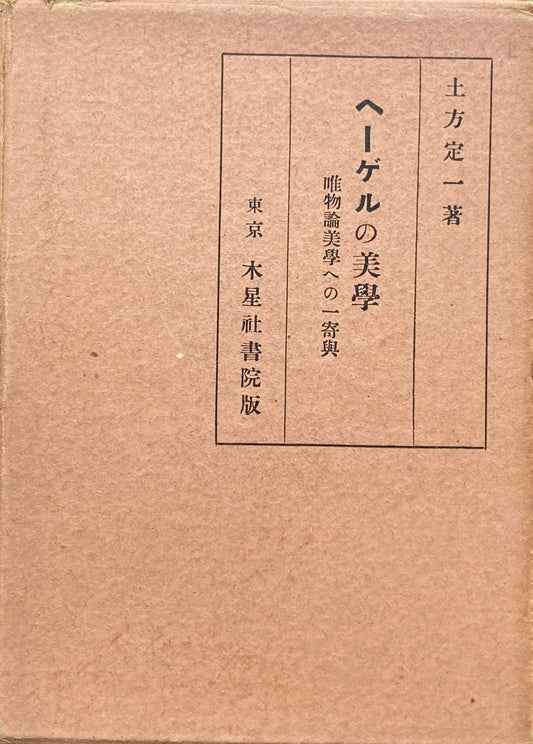 土方定一著
ヘーゲルの美學
唯物論美學への一寄與
東京 木星社書院版